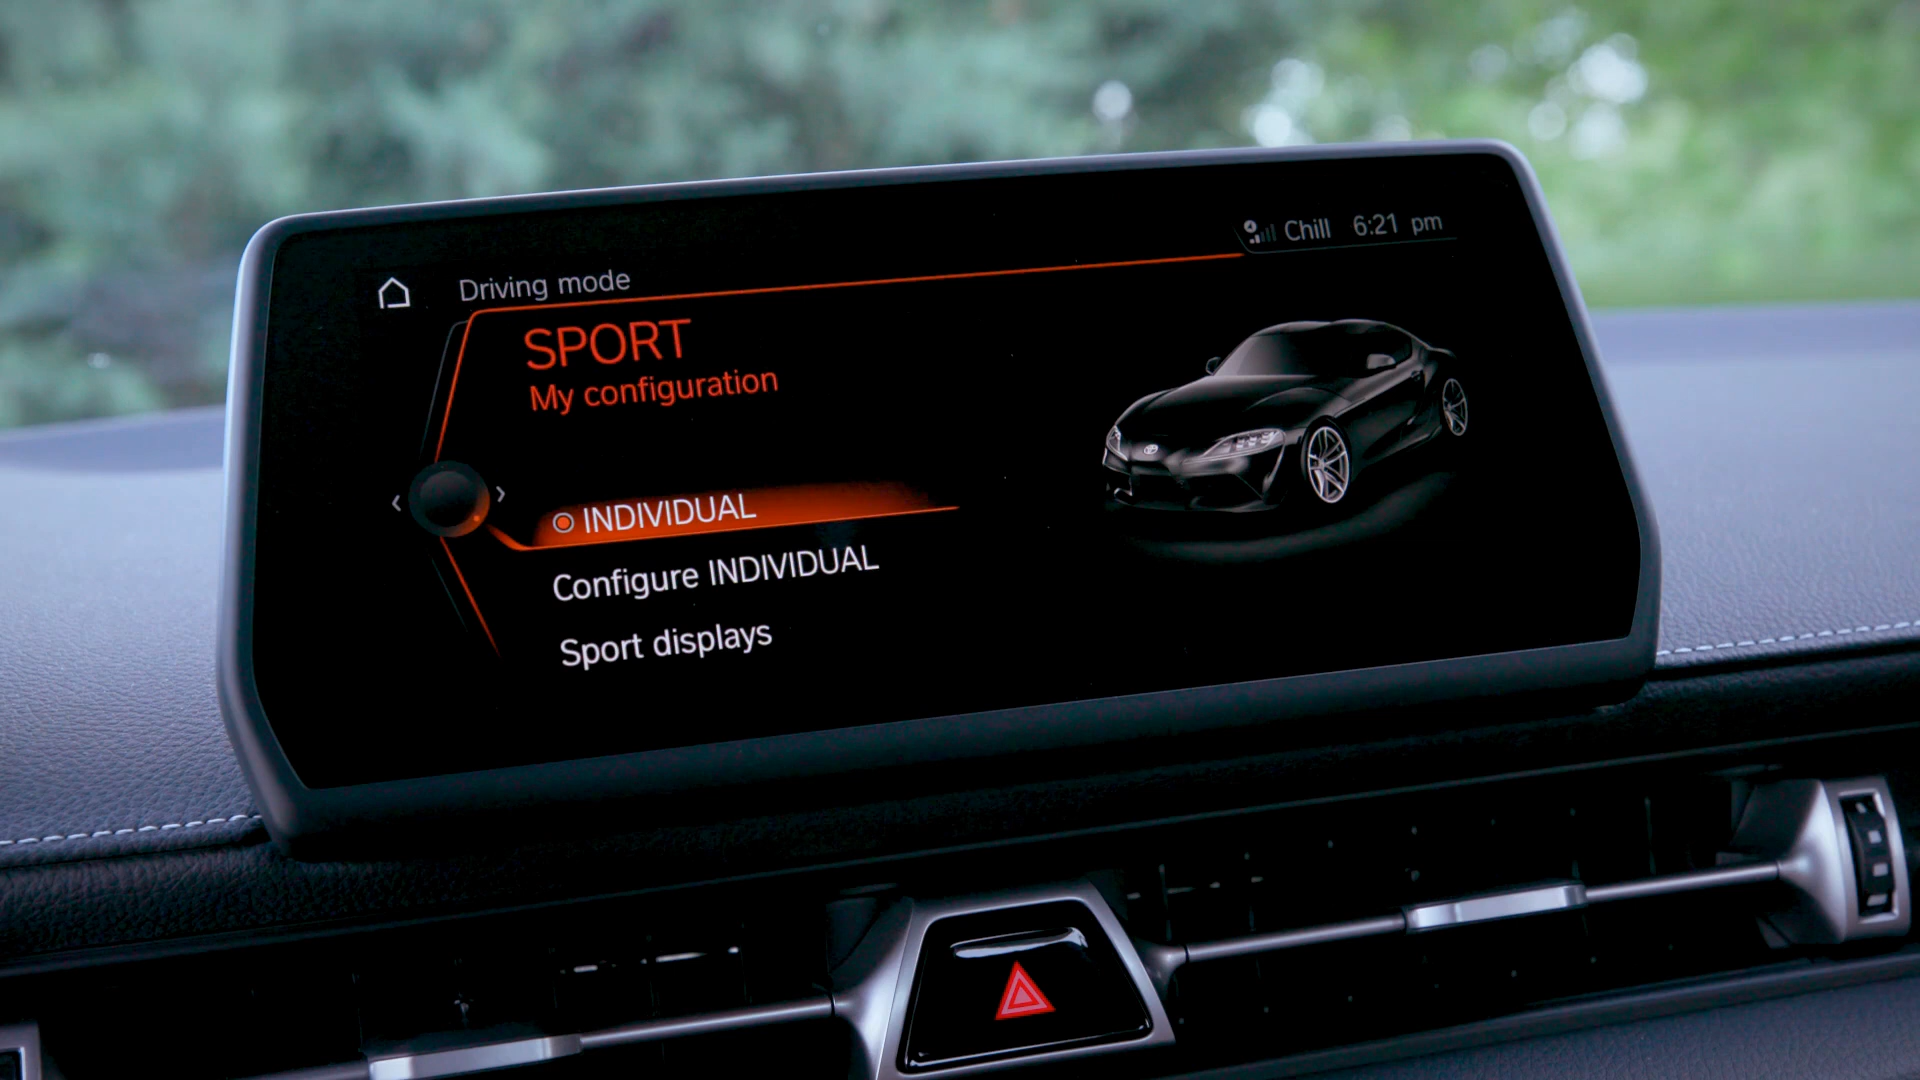 Chill 6:21 pm
Driving mode
SPORT
My configuration
INDIVIDUAL
Configure INDIVIDUAL
Sport displays